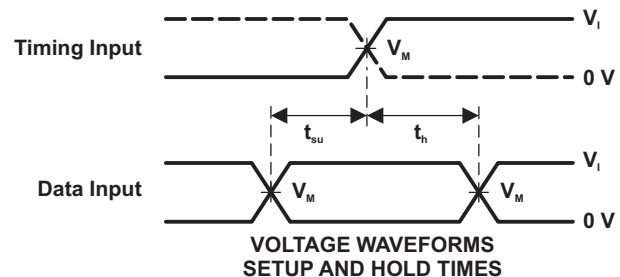 V_I
Timing Input
V_M
0 V
t_su
t_h
V_I
Data Input
V_M
V_M
0 V
VOLTAGE WAVEFORMS
SETUP AND HOLD TIMES